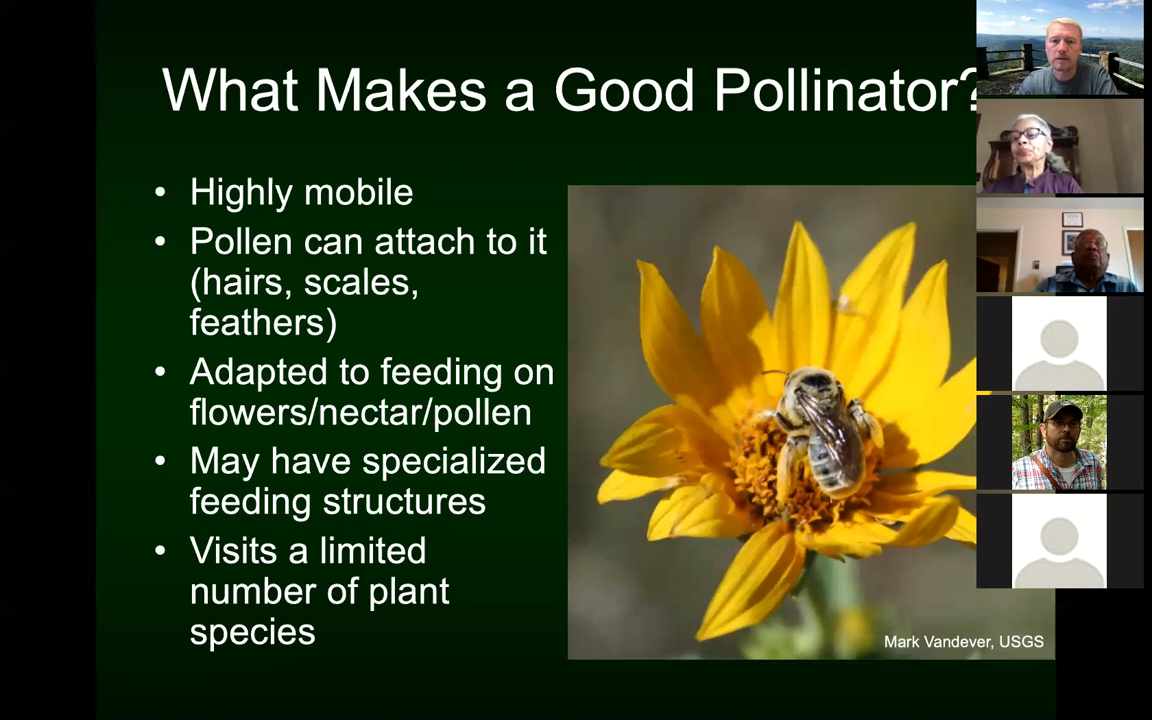 What Makes a Good Pollinator?
• Highly mobile
• Pollen can attach to it
(hairs, scales,
feathers)
• Adapted to feeding on
flowers/nectar/pollen
• May have specialized
feeding structures
• Visits a limited
number of plant
species
Mark Vandever, USGS